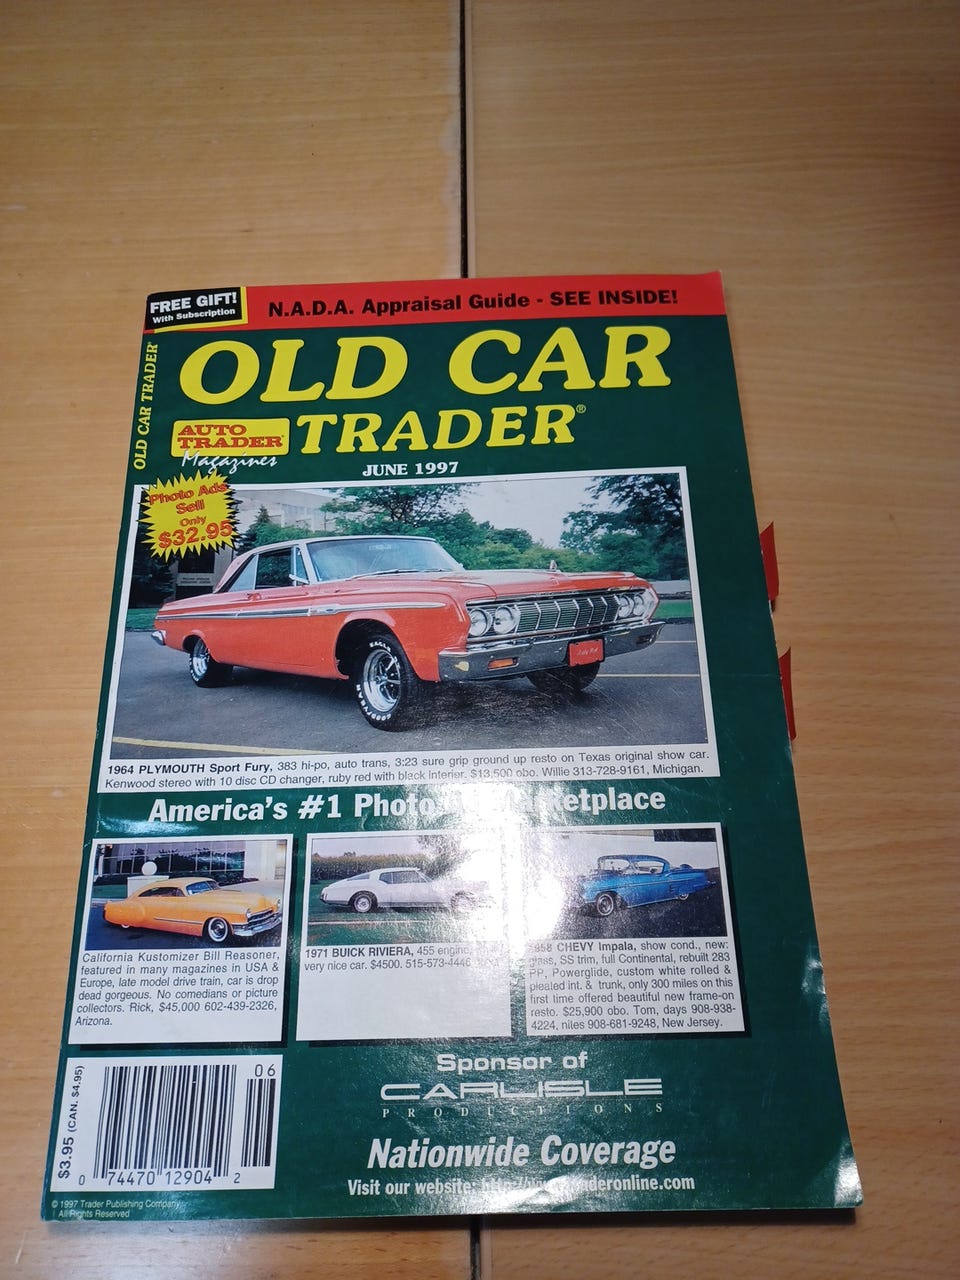 FREE GIFT!
With Subscription
N.A.D.A. Appraisal Guide - SEE INSIDE!
OLD CAR TRADER®
OLD CAR
TRADER®
AUTO
TRADER®
Magazines
JUNE 1997
Photo Ads
Sell
Only
$32.95
EAGLE
GOODYEAR
1964 PLYMOUTH Sport Fury, 383 hi-po, auto trans, 3:23 sure grip ground up resto on Texas original show car.
Kenwood stereo with 10 disc CD changer, ruby red with black interier. $13,500 obo. Willie 313-728-9161, Michigan.
America's #1 Photo Marketplace
California Kustomizer Bill Reasoner,
featured in many magazines in USA &
Europe, late model drive train, car is drop
dead gorgeous. No comedians or picture
collectors. Rick, $45,000 602-439-2326,
Arizona.
1971 BUICK RIVIERA, 455 engine,
very nice car. $4500. 515-573-4446
1958 CHEVY Impala, show cond., new:
glass, SS trim, full Continental, rebuilt 283
PP, Powerglide, custom white rolled &
pleated int. & trunk, only 300 miles on this
first time offered beautiful new frame-on
resto. $25,900 obo. Tom, days 908-938-
4224, nites 908-681-9248, New Jersey.
Sponsor of
CARLISLE
PRODUCTIONS
Nationwide Coverage
Visit our website: traderonline.com
$3.95 (CAN. $4.95)
06
0 74470 12904 2
© 1997 Trader Publishing Company
All Rights Reserved